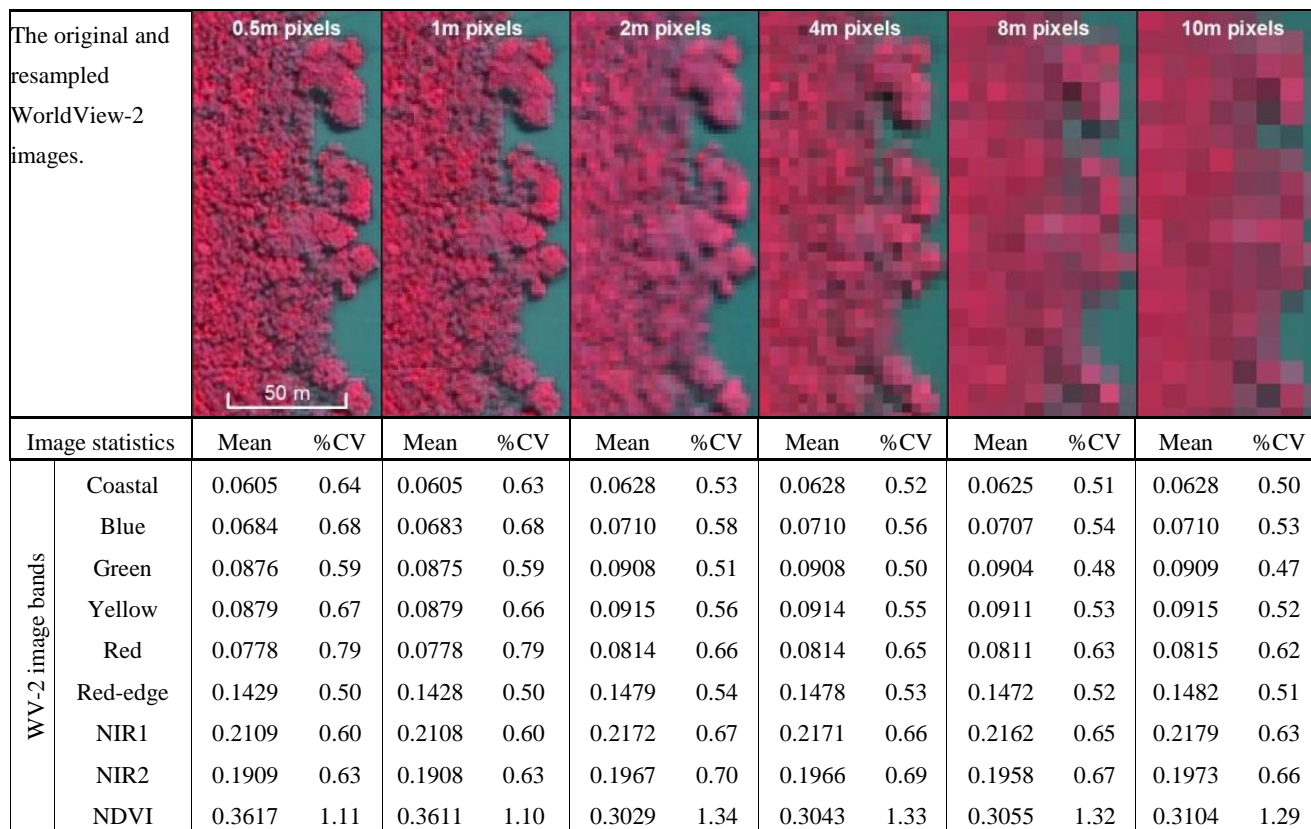 The original and
resampled
WorldView-2
images.
0.5m pixels 1m pixels 2m pixels 4m pixels 8m pixels 10m pixels
50 m
Image statistics Mean %CV Mean %CV Mean %CV Mean %CV Mean %CV Mean %CV
WV-2 image bands
Coastal 0.0605 0.64 0.0605 0.63 0.0628 0.53 0.0628 0.52 0.0625 0.51 0.0628 0.50
Blue 0.0684 0.68 0.0683 0.68 0.0710 0.58 0.0710 0.56 0.0707 0.54 0.0710 0.53
Green 0.0876 0.59 0.0875 0.59 0.0908 0.51 0.0908 0.50 0.0904 0.48 0.0909 0.47
Yellow 0.0879 0.67 0.0879 0.66 0.0915 0.56 0.0914 0.55 0.0911 0.53 0.0915 0.52
Red 0.0778 0.79 0.0778 0.79 0.0814 0.66 0.0814 0.65 0.0811 0.63 0.0815 0.62
Red-edge 0.1429 0.50 0.1428 0.50 0.1479 0.54 0.1478 0.53 0.1472 0.52 0.1482 0.51
NIR1 0.2109 0.60 0.2108 0.60 0.2172 0.67 0.2171 0.66 0.2162 0.65 0.2179 0.63
NIR2 0.1909 0.63 0.1908 0.63 0.1967 0.70 0.1966 0.69 0.1958 0.67 0.1973 0.66
NDVI 0.3617 1.11 0.3611 1.10 0.3029 1.34 0.3043 1.33 0.3055 1.32 0.3104 1.29